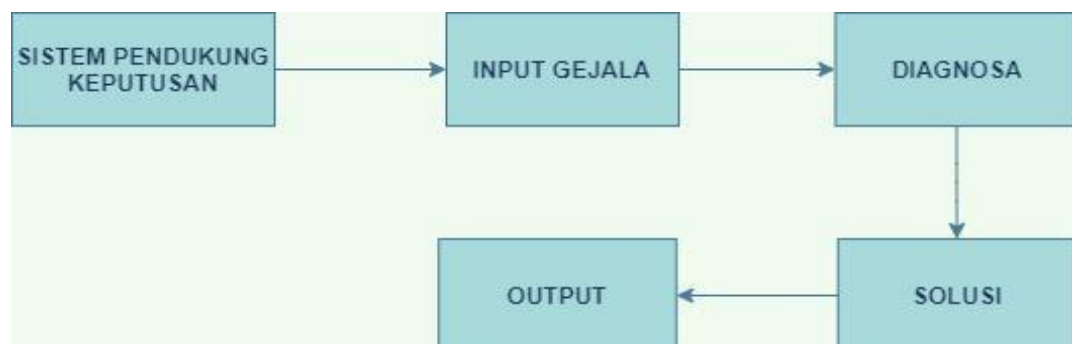 SISTEM PENDUKUNG
KEPUTUSAN
INPUT GEJALA
DIAGNOSA
SOLUSI
OUTPUT